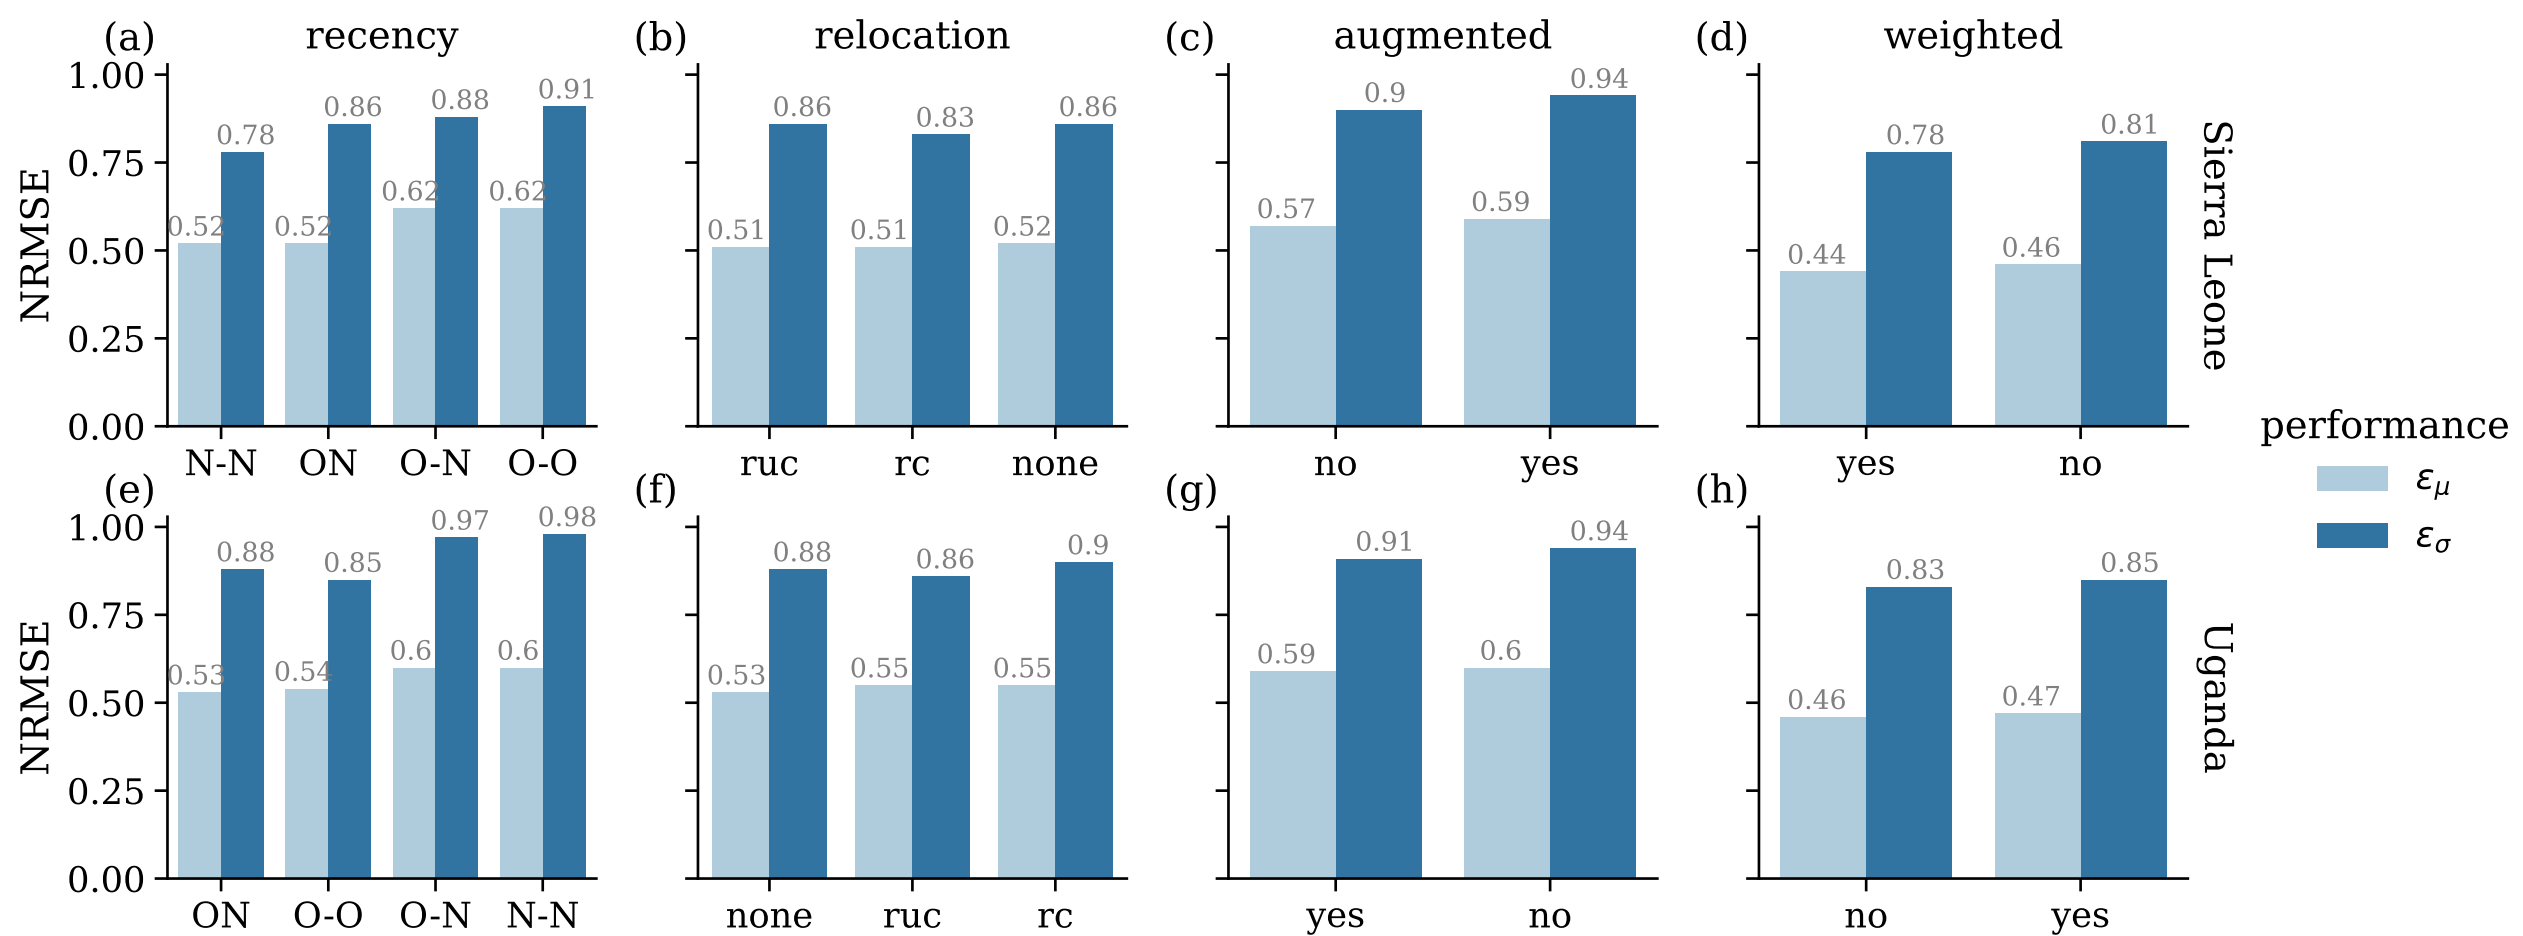 (a) recency
(b) relocation
(c) augmented
(d) weighted
NRMSE
1.00
0.75
0.50
0.25
0.00
0.52 0.78 0.52 0.86 0.62 0.88 0.62 0.91
N-N ON O-N O-O
0.51 0.86 0.51 0.83 0.52 0.86
ruc rc none
0.57 0.9 0.59 0.94
no yes
0.44 0.78 0.46 0.81
yes no
Sierra Leone
performance
εμ
εσ
(e)
(f)
(g)
(h)
NRMSE
1.00
0.75
0.50
0.25
0.00
0.53 0.88 0.54 0.85 0.6 0.97 0.6 0.98
ON O-O O-N N-N
0.53 0.88 0.55 0.86 0.55 0.9
none ruc rc
0.59 0.91 0.6 0.94
yes no
0.46 0.83 0.47 0.85
no yes
Uganda